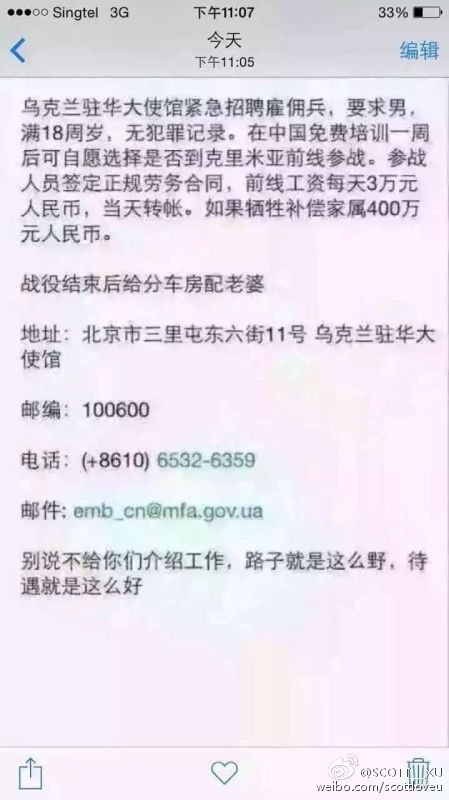 Singtel 3G 下午11:07 33%
今天
下午11:05
编辑
乌克兰驻华大使馆紧急招聘雇佣兵，要求男，
满18周岁，无犯罪记录。在中国免费培训一周
后可自愿选择是否到克里米亚前线参战。参战
人员签定正规劳务合同，前线工资每天3万元
人民币，当天转帐。如果牺牲补偿家属400万
元人民币。
战役结束后给分车房配老婆
地址：北京市三里屯东六街11号 乌克兰驻华大
使馆
邮编：100600
电话：(+8610) 6532-6359
邮件: emb_cn@mfa.gov.ua
别说不给你们介绍工作，路子就是这么野，待
遇就是这么好
weibo.com/scottloveu